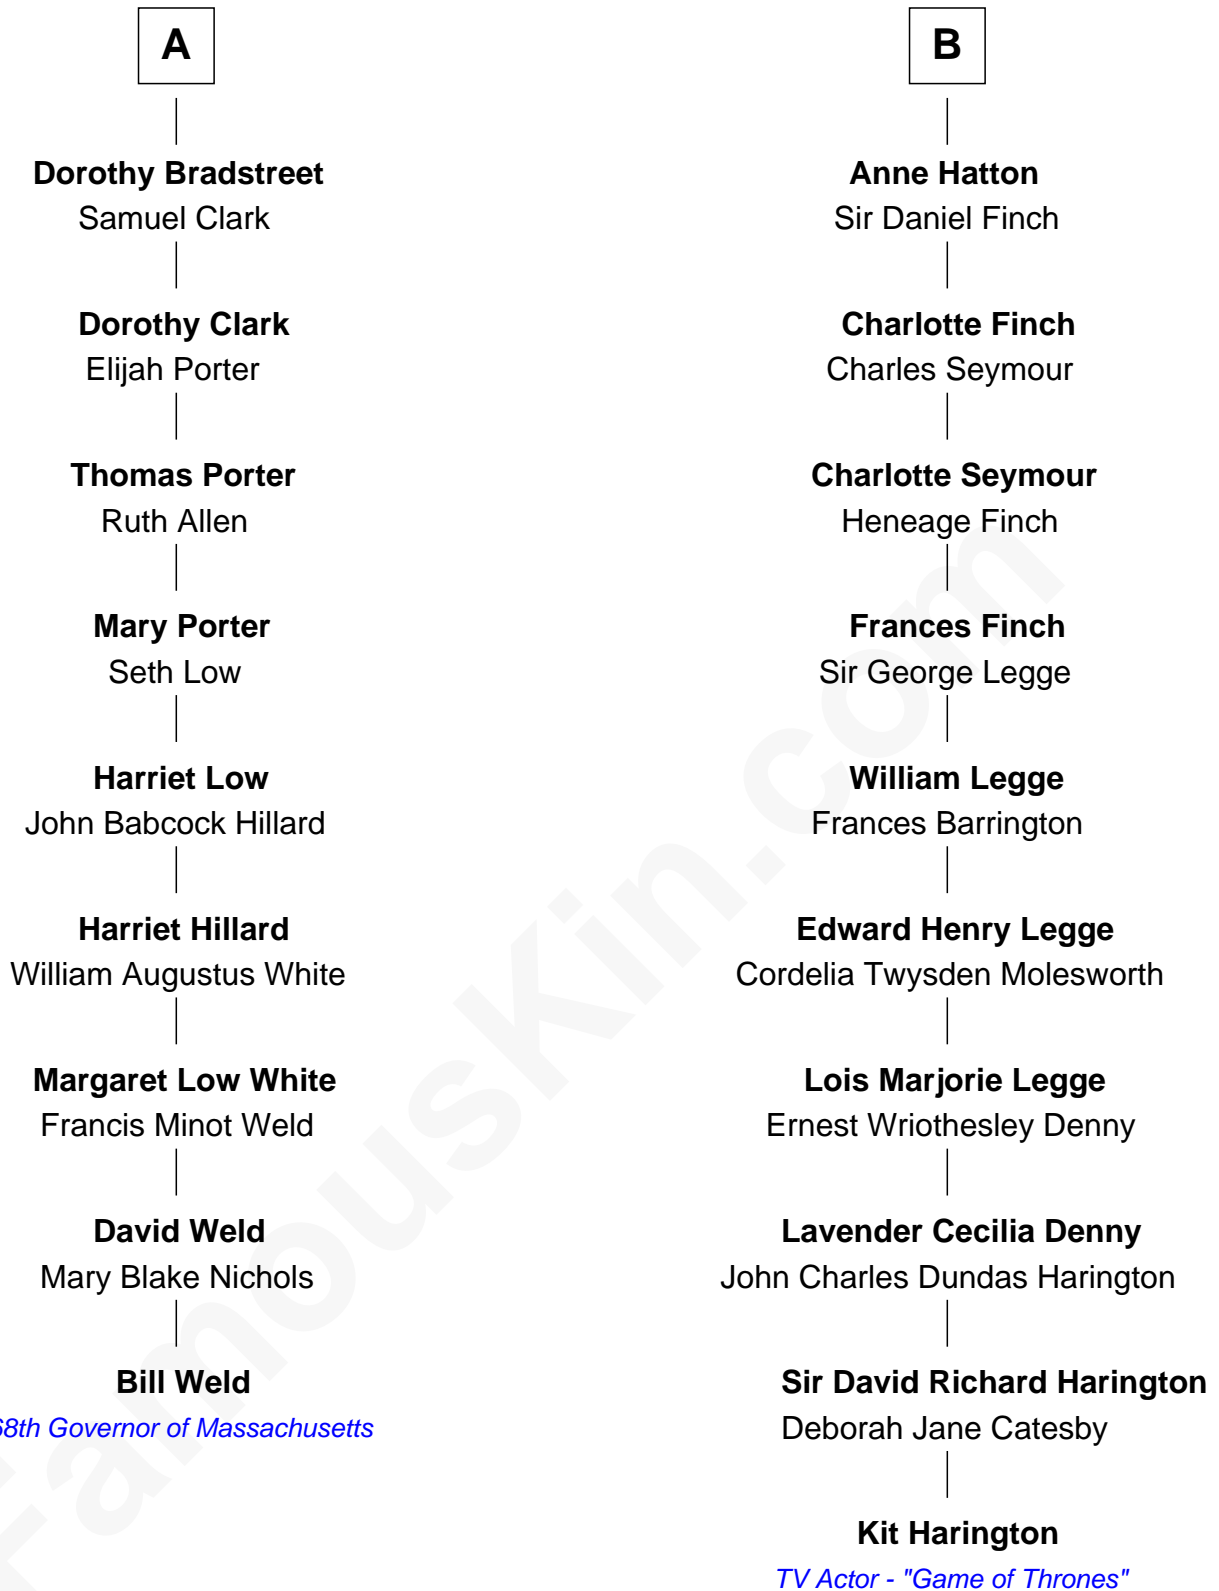 A
Dorothy Bradstreet
Samuel Clark
Dorothy Clark
Elijah Porter
Thomas Porter
Ruth Allen
Mary Porter
Seth Low
Harriet Low
John Babcock Hillard
Harriet Hillard
William Augustus White
Margaret Low White
Francis Minot Weld
David Weld
Mary Blake Nichols
Bill Weld
68th Governor of Massachusetts
B
Anne Hatton
Sir Daniel Finch
Charlotte Finch
Charles Seymour
Charlotte Seymour
Heneage Finch
Frances Finch
Sir George Legge
William Legge
Frances Barrington
Edward Henry Legge
Cordelia Twysden Molesworth
Lois Marjorie Legge
Ernest Wriothesley Denny
Lavender Cecilia Denny
John Charles Dundas Harington
Sir David Richard Harington
Deborah Jane Catesby
Kit Harington
TV Actor - "Game of Thrones"
FamousKin.com